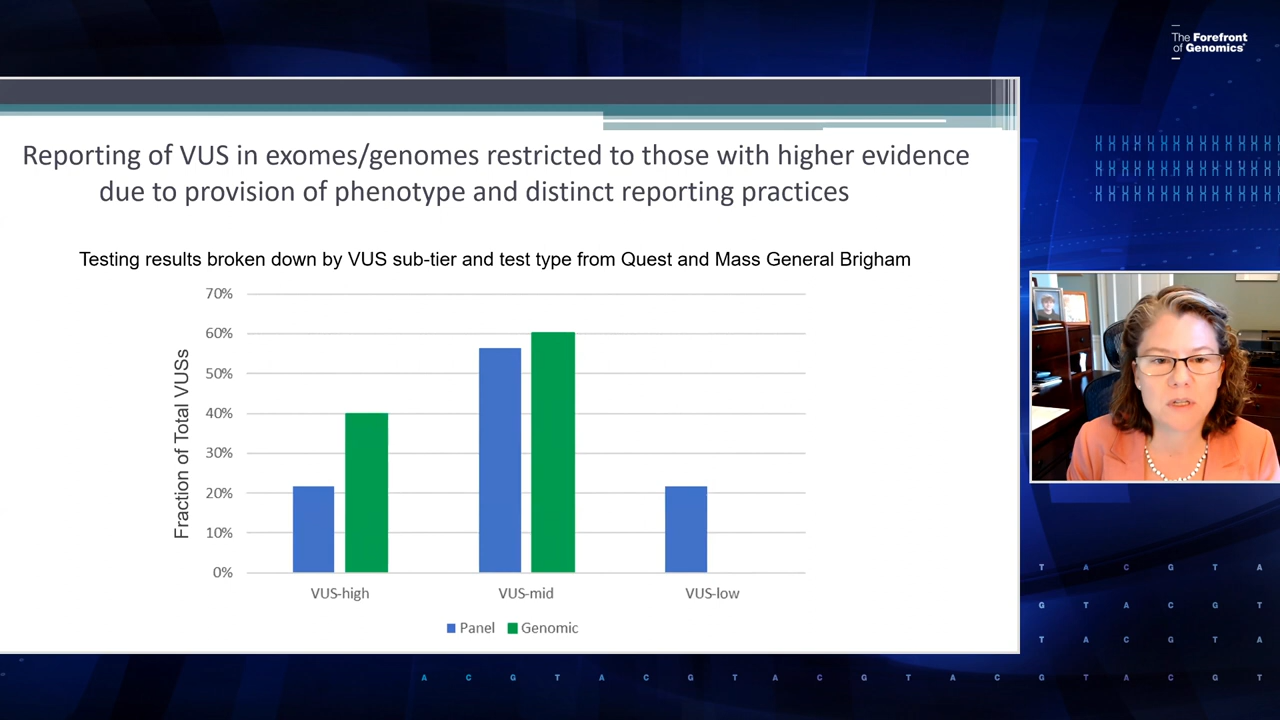 The Forefront
of Genomics®
Reporting of VUS in exomes/genomes restricted to those with higher evidence
due to provision of phenotype and distinct reporting practices
Testing results broken down by VUS sub-tier and test type from Quest and Mass General Brigham
Fraction of Total VUSs
70%
60%
50%
40%
30%
20%
10%
0%
VUS-high
VUS-mid
VUS-low
Panel
Genomic
T A C G T A
G T A C G T
T A C G T A
A C G T A C G T A C G T A C G T A C G T